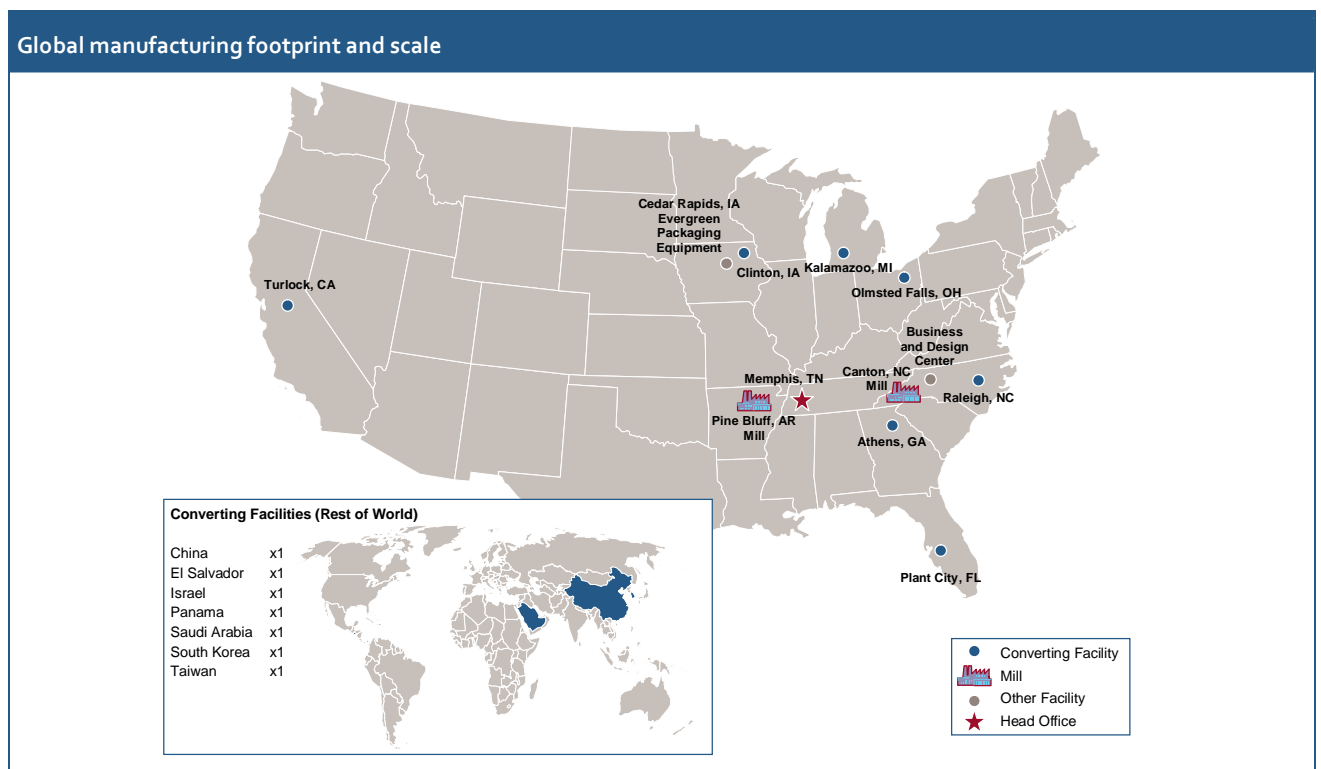 Global manufacturing footprint and scale
Cedar Rapids, IA
Evergreen
Packaging
Equipment
Clinton, IA
Kalamazoo, MI
Olmsted Falls, OH
Turlock, CA
Business
and Design
Center
Memphis, TN
Canton, NC
Mill
Raleigh, NC
Pine Bluff, AR
Mill
Athens, GA
Plant City, FL
Converting Facilities (Rest of World)
China x1
El Salvador x1
Israel x1
Panama x1
Saudi Arabia x1
South Korea x1
Taiwan x1
Converting Facility
Mill
Other Facility
Head Office